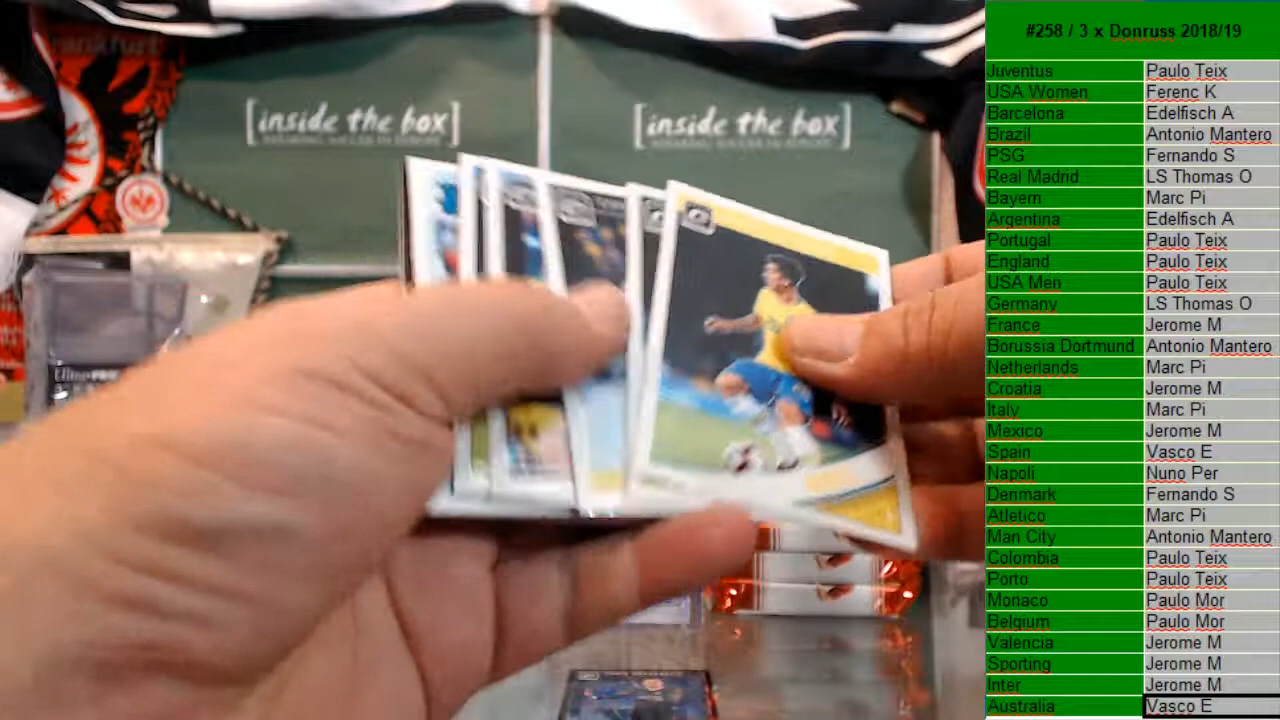 rankfurt
[inside the box]
[inside the box]
#258 / 3 x Donruss 2018/19
Juventus Paulo Teix
USA Women Ferenc K
Barcelona Edelfisch A
Brazil Antonio Mantero
PSG Fernando S
Real Madrid LS Thomas O
Bayern Marc Pi
Argentina Edelfisch A
Portugal Paulo Teix
England Paulo Teix
USA Men Paulo Teix
Germany LS Thomas O
France Jerome M
Borussia Dortmund Antonio Mantero
Netherlands Marc Pi
Croatia Jerome M
Italy Marc Pi
Mexico Jerome M
Spain Vasco E
Napoli Nuno Per
Denmark Fernando S
Atletico Marc Pi
Man City Antonio Mantero
Colombia Paulo Teix
Porto Paulo Teix
Monaco Paulo Mor
Belgium Paulo Mor
Valencia Jerome M
Sporting Jerome M
Inter Jerome M
Australia Vasco E